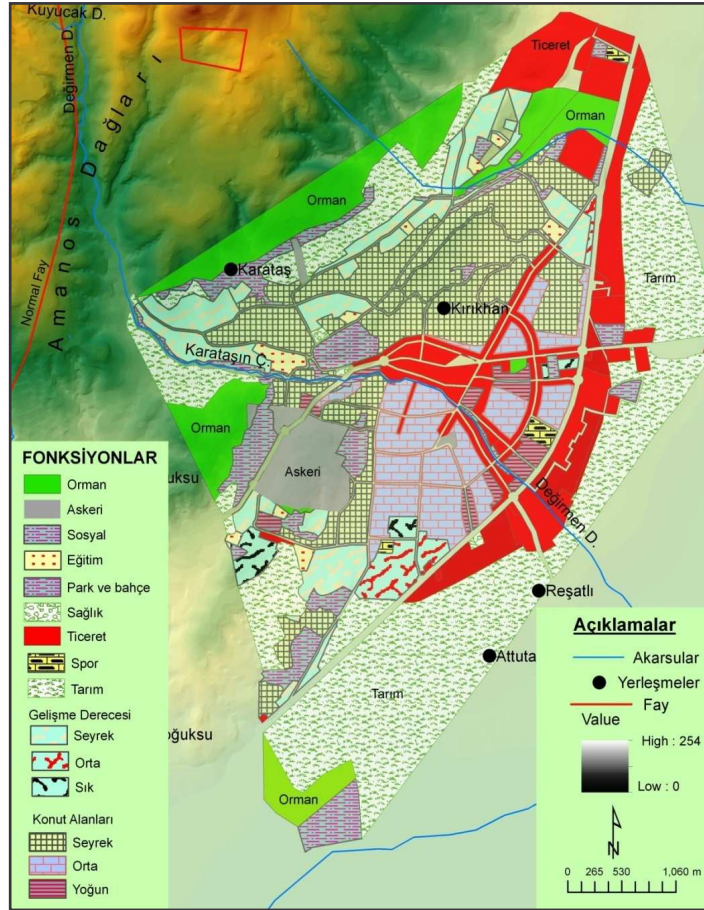 Kuyucak D.
Değirmen D.
Amanos Dağları
Normal Fay
Ticeret
Orman
Orman
Karataş
Tarım
Kırıkhan
Karataşın Ç.
Orman
Askeri
Değirmen D.
Reşatlı
Attuta
Tarım
Orman
uksu
oğuksu
FONKSİYONLAR
Orman
Askeri
Sosyal
Eğitim
Park ve bahçe
Sağlık
Ticeret
Spor
Tarım
Gelişme Derecesi
Seyrek
Orta
Sık
Konut Alanları
Seyrek
Orta
Yoğun
Açıklamalar
Akarsular
Yerleşmeler
Fay
Value
High : 254
Low : 0
N
0 265 530 1,060 m